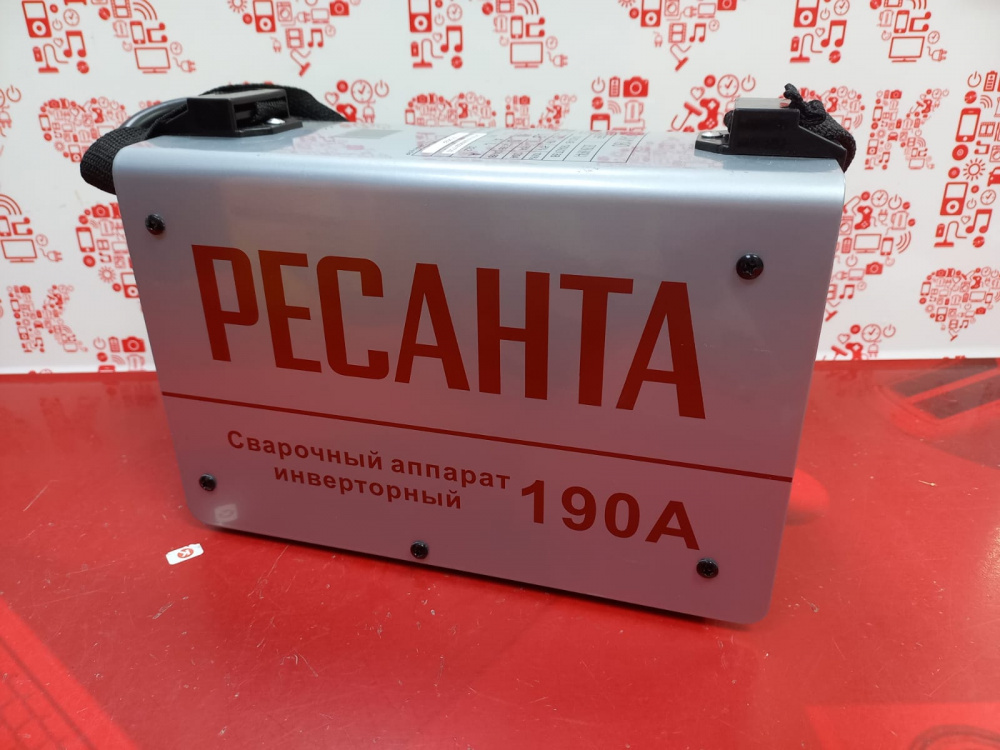 РЕСАНТА
Сварочный аппарат
инверторный
190А